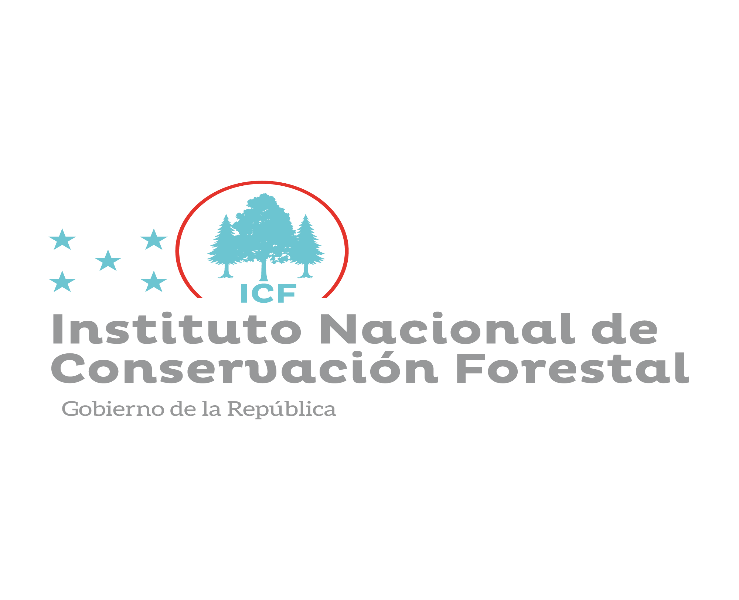 ICF
Instituto Nacional de
Conservación Forestal
Gobierno de la República